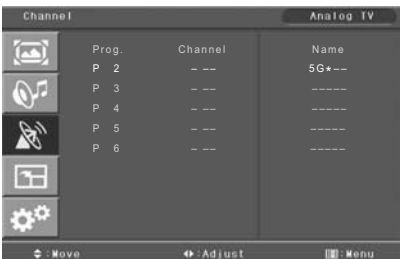 Channel Analog TV
Prog. Channel Name
P 2 – –– 5G*––
P 3 – –– –––––
P 4 – –– –––––
P 5 – –– –––––
P 6 – –– –––––
:Move :Adjust :Menu